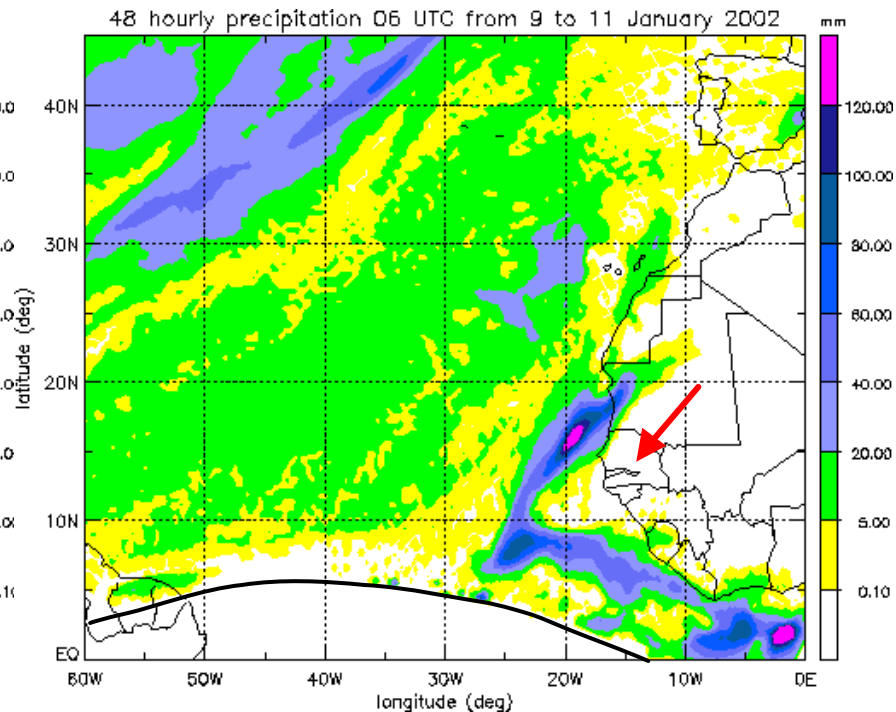 48 hourly precipitation 06 UTC from 9 to 11 January 2002
mm
40N
30N
20N
10N
EQ
latitude (deg)
60W 50W 40W 30W 20W 10W 0E
longitude (deg)
120.00
100.00
80.00
60.00
40.00
20.00
5.00
0.10